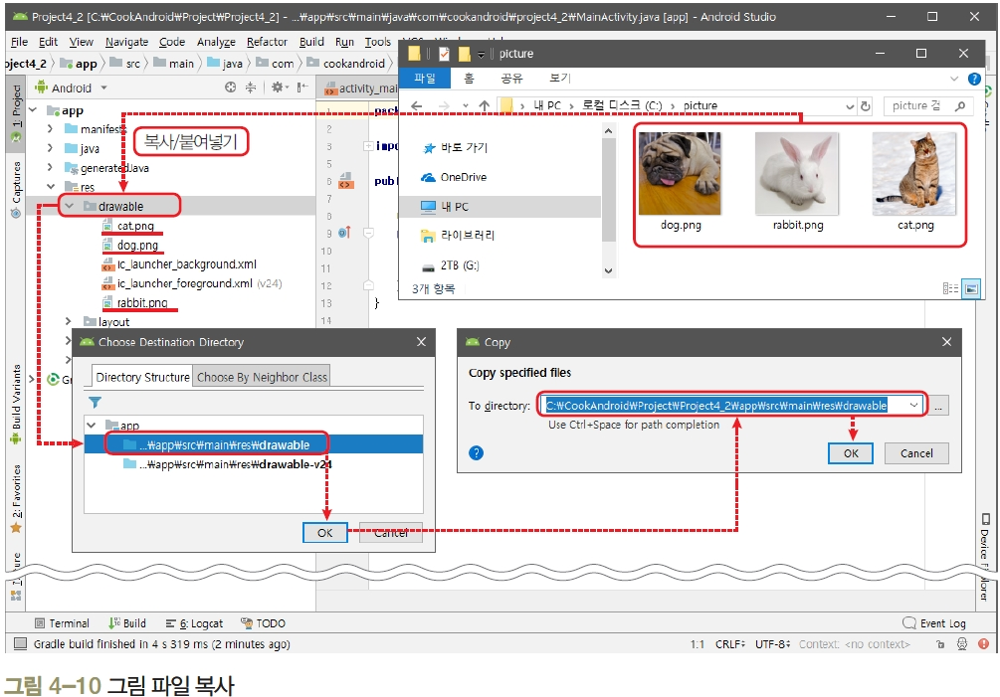 Project4_2 [C:₩CookAndroid₩Project₩Project4_2] - ...₩app₩src₩main₩java₩com₩cookandroid₩project4_2₩MainActivity.java [app] - Android Studio
File Edit View Navigate Code Analyze Refactor Build Run Tools
oject4_2 app src main java com cookandroid
picture
파일 홈 공유 보기
내 PC 로컬 디스크 (C:) picture
picture 검
바로 가기
OneDrive
내 PC
라이브러리
2TB (G:)
dog.png rabbit.png cat.png
3개 항목
1: Project
Captures
Build Variants
2: Favorites
Android
activity_mai
app
manifests
java
generatedJava
res
drawable
cat.png
dog.png
ic_launcher_background.xml
ic_launcher_foreground.xml (v24)
rabbit.png
layout
복사/붙여넣기
1
pack
2
3
impo
6
publ
8
9
10
11
12
13
}
14
Choose Destination Directory
Directory Structure Choose By Neighbor Class
app
...₩app₩src₩main₩res₩drawable
...₩app₩src₩main₩res₩drawable-v24
OK Cancel
Copy
Copy specified files
To directory: C:₩CookAndroid₩Project₩Project4_2₩app₩src₩main₩res₩drawable ...
Use Ctrl+Space for path completion
OK Cancel
Terminal Build 6: Logcat TODO Event Log
Gradle build finished in 4 s 319 ms (2 minutes ago)
1:1 CRLF UTF-8 Context: <no context>
그림 4-10 그림 파일 복사